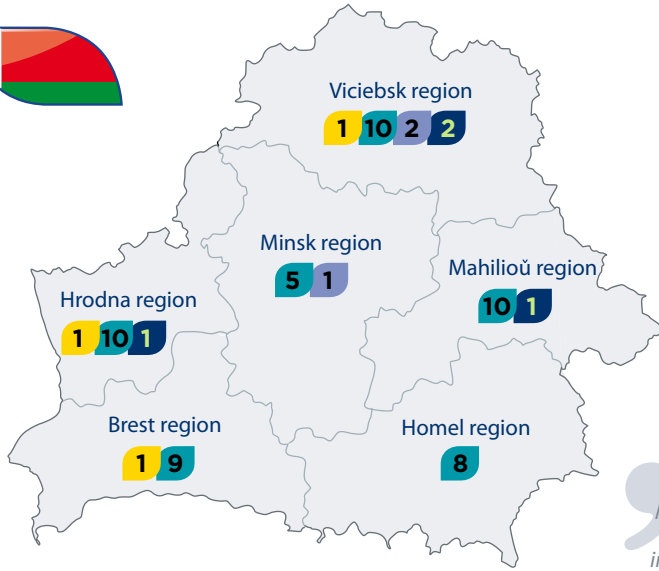 Viciebsk region
1 10 2 2
Minsk region
5 1
Mahilioŭ region
10 1
Hrodna region
1 10 1
Brest region
1 9
Homel region
8